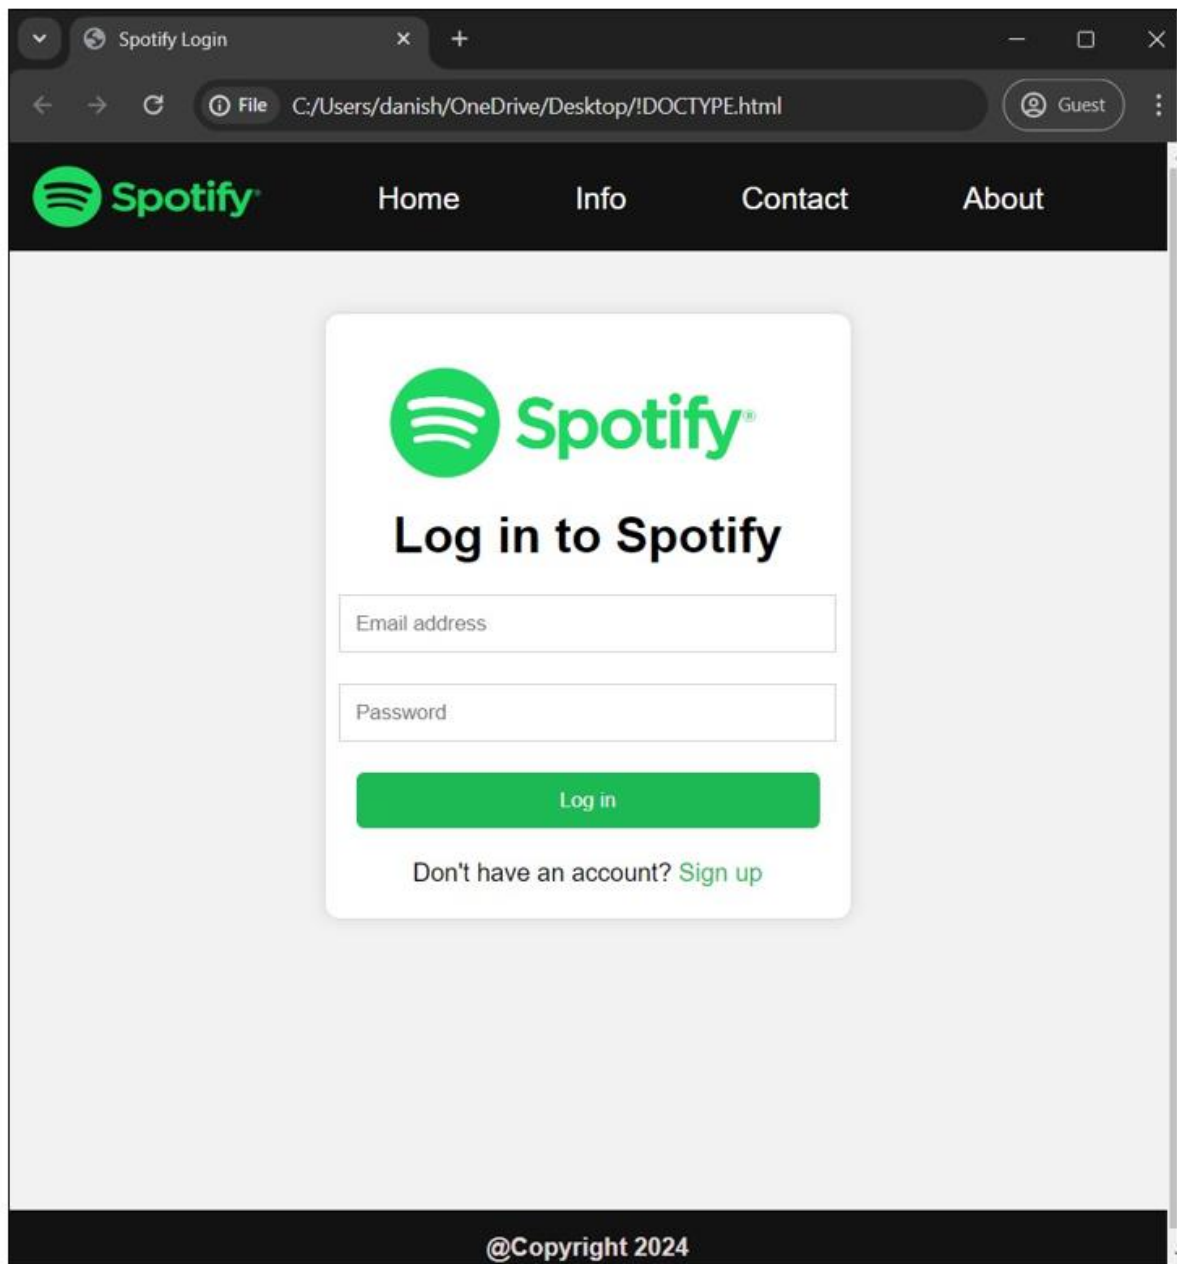 Spotify Login
File C:/Users/danish/OneDrive/Desktop/!DOCTYPE.html Guest
Spotify® Home Info Contact About
Spotify®
Log in to Spotify
Email address
Password
Log in
Don't have an account? Sign up
@Copyright 2024